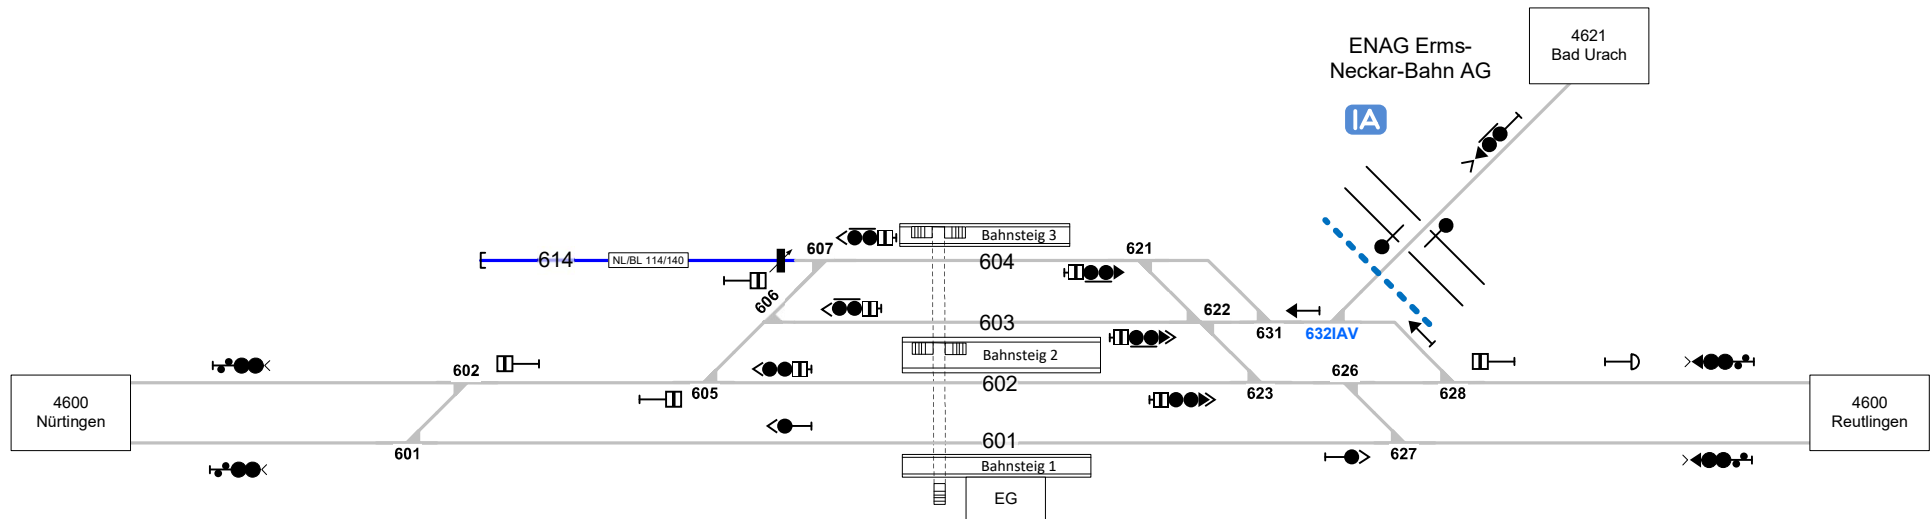 4621
Bad Urach
ENAG Erms-
Neckar-Bahn AG
IA
607
Bahnsteig 3
621
614
NL/BL 114/140
604
606
622
603
631
632IAV
Bahnsteig 2
602
605
602
623
626
628
4600
Nürtingen
4600
Reutlingen
601
601
627
Bahnsteig 1
EG